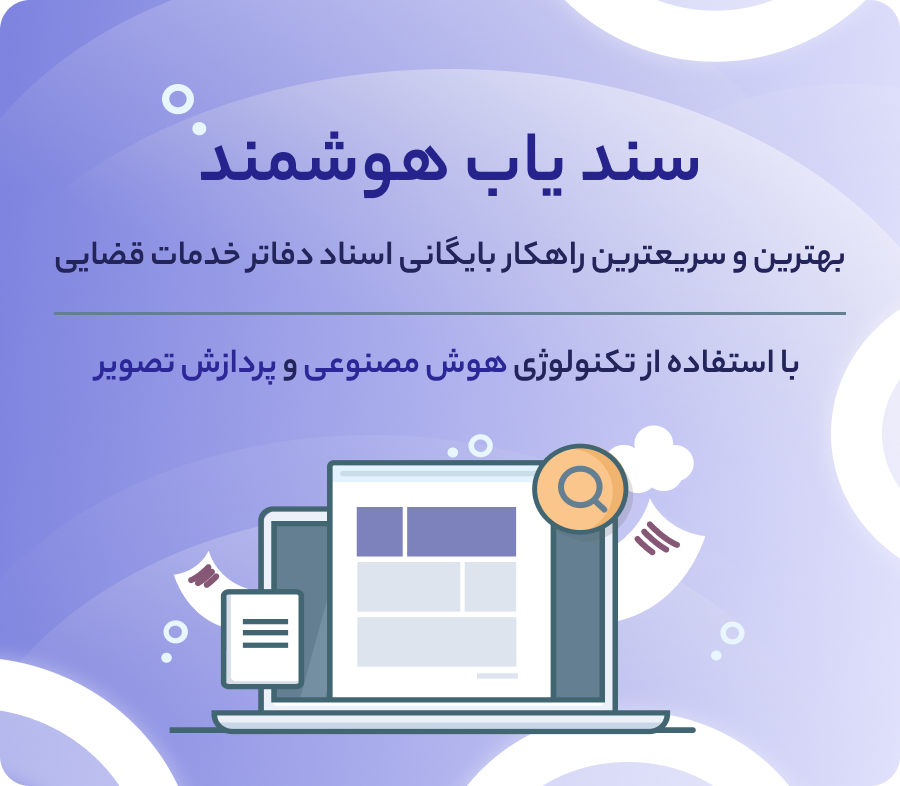 سند یاب هوشمند
بهترین و سریعترین راهکار بایگانی اسناد دفاتر خدمات قضایی
با استفاده از تکنولوژی هوش مصنوعی و پردازش تصویر